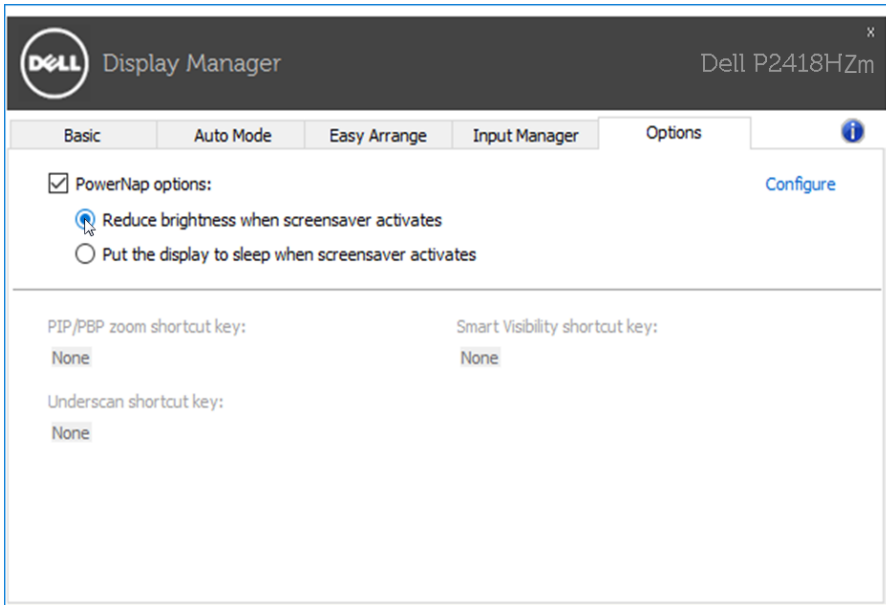 x
DELL Display Manager Dell P2418HZm
Basic Auto Mode Easy Arrange Input Manager Options i
PowerNap options: Configure
Reduce brightness when screensaver activates
Put the display to sleep when screensaver activates
PIP/PBP zoom shortcut key: Smart Visibility shortcut key:
None None
Underscan shortcut key:
None